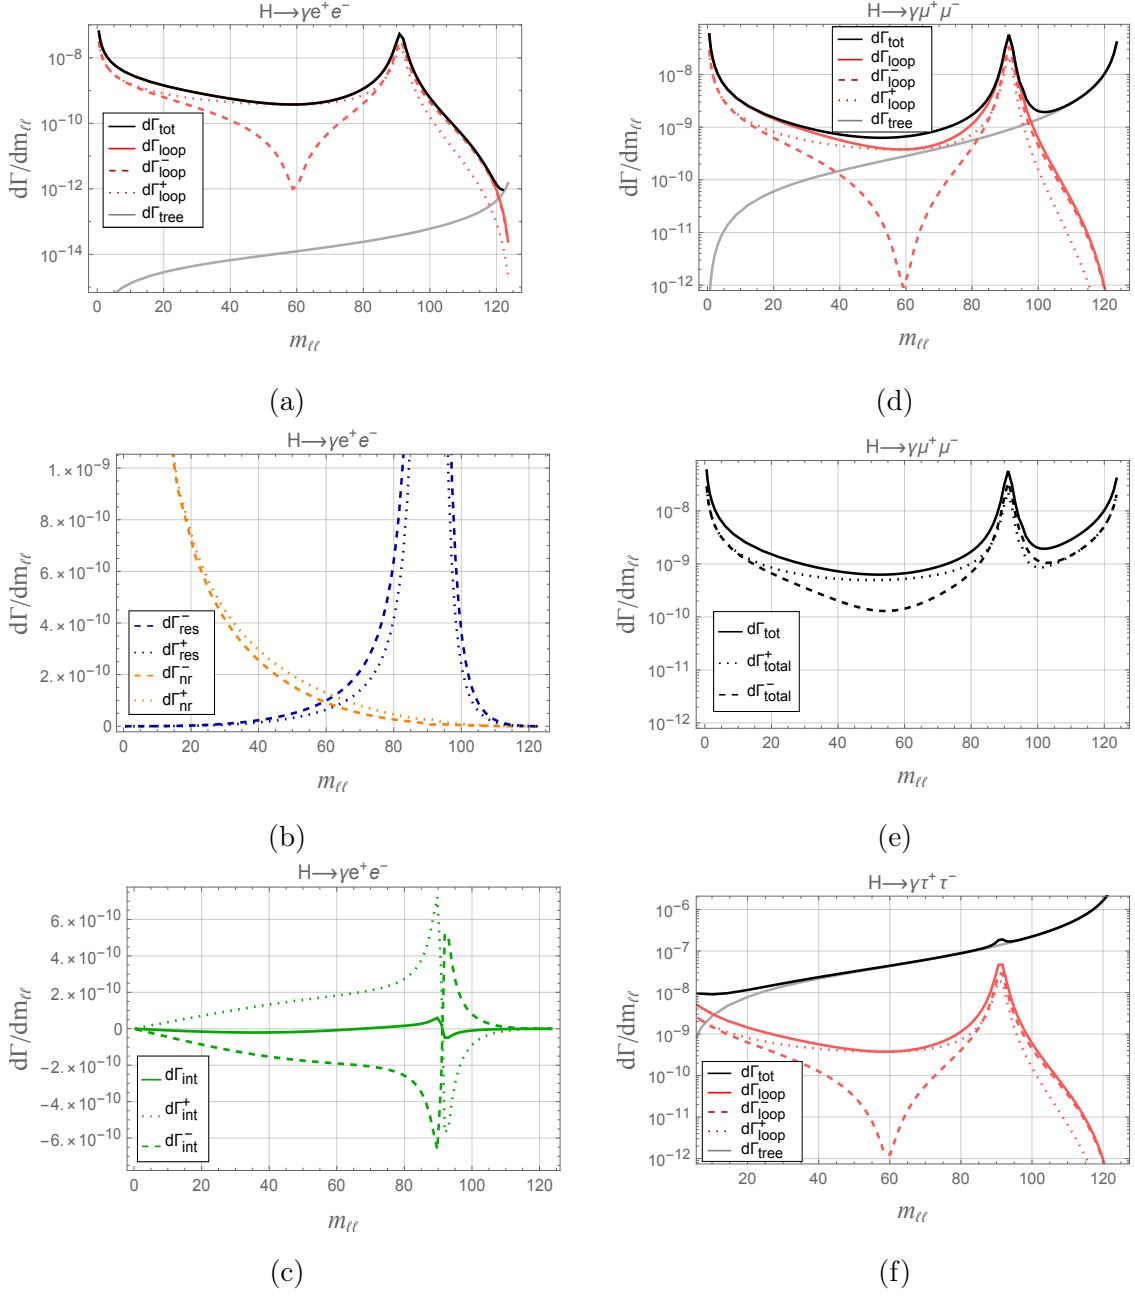 H⟶γe⁺e⁻
dΓ/dm_ℓℓ
10⁻⁸
10⁻¹⁰
10⁻¹²
10⁻¹⁴
dΓ_tot
dΓ_loop
dΓ⁻_loop
dΓ⁺_loop
dΓ_tree
0 20 40 60 80 100 120
m_ℓℓ
(a)
H⟶γμ⁺μ⁻
dΓ/dm_ℓℓ
10⁻⁸
10⁻⁹
10⁻¹⁰
10⁻¹¹
10⁻¹²
dΓ_tot
dΓ_loop
dΓ⁻_loop
dΓ⁺_loop
dΓ_tree
0 20 40 60 80 100 120
m_ℓℓ
(d)
H⟶γe⁺e⁻
dΓ/dm_ℓℓ
1.×10⁻⁹
8.×10⁻¹⁰
6.×10⁻¹⁰
4.×10⁻¹⁰
2.×10⁻¹⁰
0
dΓ⁻_res
dΓ⁺_res
dΓ⁻_nr
dΓ⁺_nr
0 20 40 60 80 100 120
m_ℓℓ
(b)
H⟶γμ⁺μ⁻
dΓ/dm_ℓℓ
10⁻⁸
10⁻⁹
10⁻¹⁰
10⁻¹¹
10⁻¹²
dΓ_tot
dΓ⁺_total
dΓ⁻_total
0 20 40 60 80 100 120
m_ℓℓ
(e)
H⟶γe⁺e⁻
dΓ/dm_ℓℓ
6.×10⁻¹⁰
4.×10⁻¹⁰
2.×10⁻¹⁰
0
-2.×10⁻¹⁰
-4.×10⁻¹⁰
-6.×10⁻¹⁰
dΓ_int
dΓ⁺_int
dΓ⁻_int
0 20 40 60 80 100 120
m_ℓℓ
(c)
H⟶γτ⁺τ⁻
dΓ/dm_ℓℓ
10⁻⁶
10⁻⁷
10⁻⁸
10⁻⁹
10⁻¹⁰
10⁻¹¹
10⁻¹²
dΓ_tot
dΓ_loop
dΓ⁻_loop
dΓ⁺_loop
dΓ_tree
20 40 60 80 100 120
m_ℓℓ
(f)